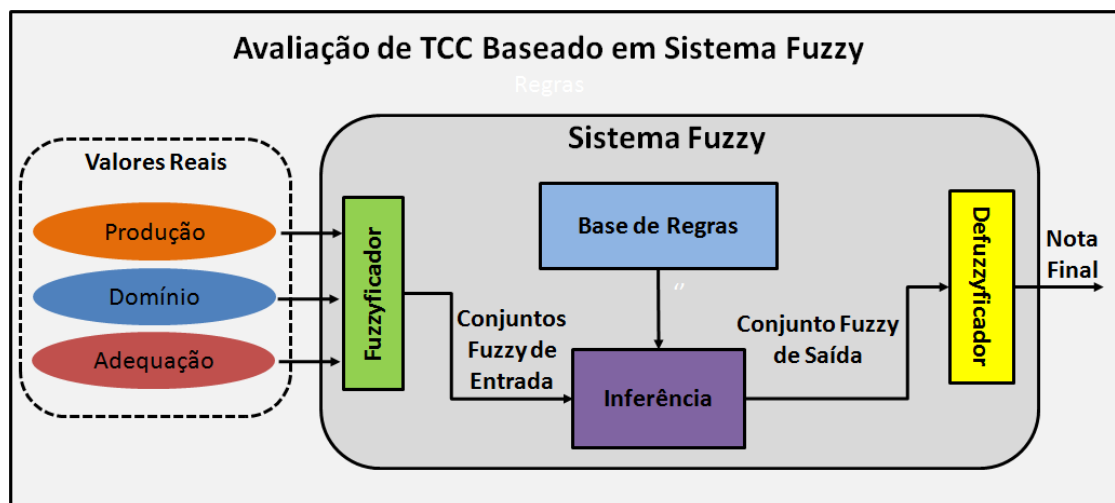 Avaliação de TCC Baseado em Sistema Fuzzy
Regras
Sistema Fuzzy
Valores Reais
Produção
Domínio
Adequação
Fuzzyficador
Conjuntos
Fuzzy de
Entrada
Base de Regras
Inferência
Conjunto Fuzzy
de Saída
Defuzzyficador
Nota
Final